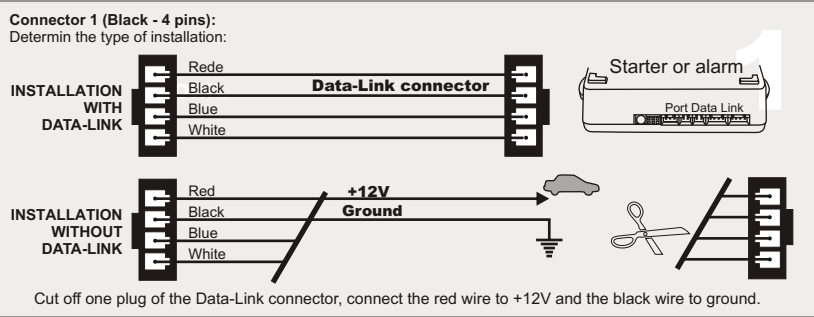 Connector 1 (Black - 4 pins):
Determin the type of installation:
1
INSTALLATION
WITH
DATA-LINK
Rede
Black
Blue
White
Data-Link connector
Starter or alarm
Port Data Link
INSTALLATION
WITHOUT
DATA-LINK
Red
Black
Blue
White
+12V
Ground
Cut off one plug of the Data-Link connector, connect the red wire to +12V and the black wire to ground.